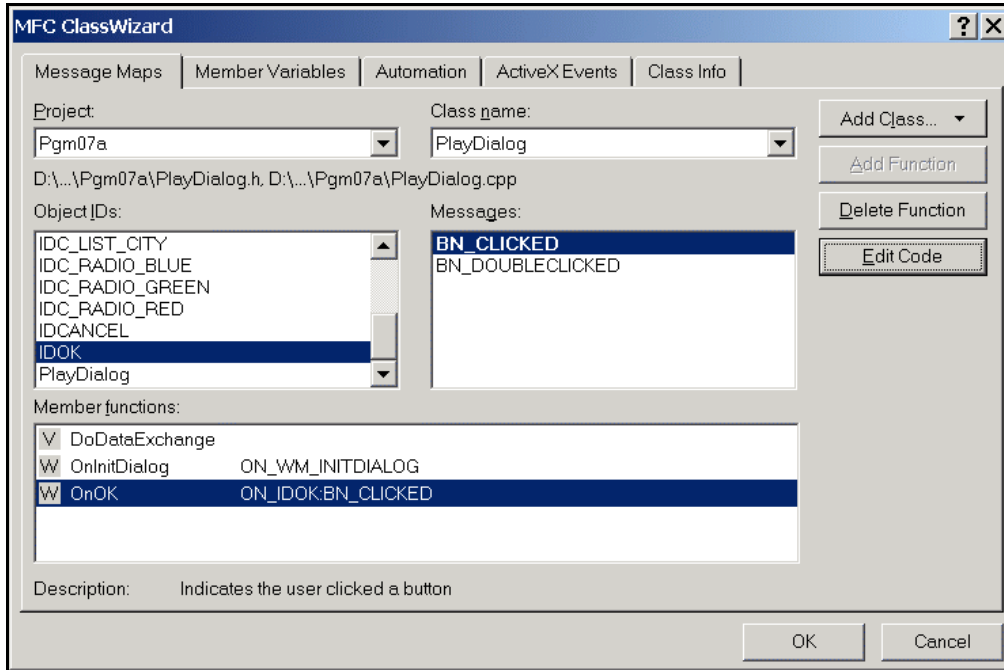 MFC ClassWizard
Message Maps Member Variables Automation ActiveX Events Class Info
Project: Class name:
Pgm07a PlayDialog
Add Class...
D:\...\Pgm07a\PlayDialog.h, D:\...\Pgm07a\PlayDialog.cpp
Add Function
Object IDs: Messages:
Delete Function
IDC_LIST_CITY
IDC_RADIO_BLUE
IDC_RADIO_GREEN
IDC_RADIO_RED
IDCANCEL
IDOK
PlayDialog
BN_CLICKED
BN_DOUBLECLICKED
Edit Code
Member functions:
V DoDataExchange
W OnInitDialog ON_WM_INITDIALOG
W OnOK ON_IDOK:BN_CLICKED
Description: Indicates the user clicked a button
OK Cancel